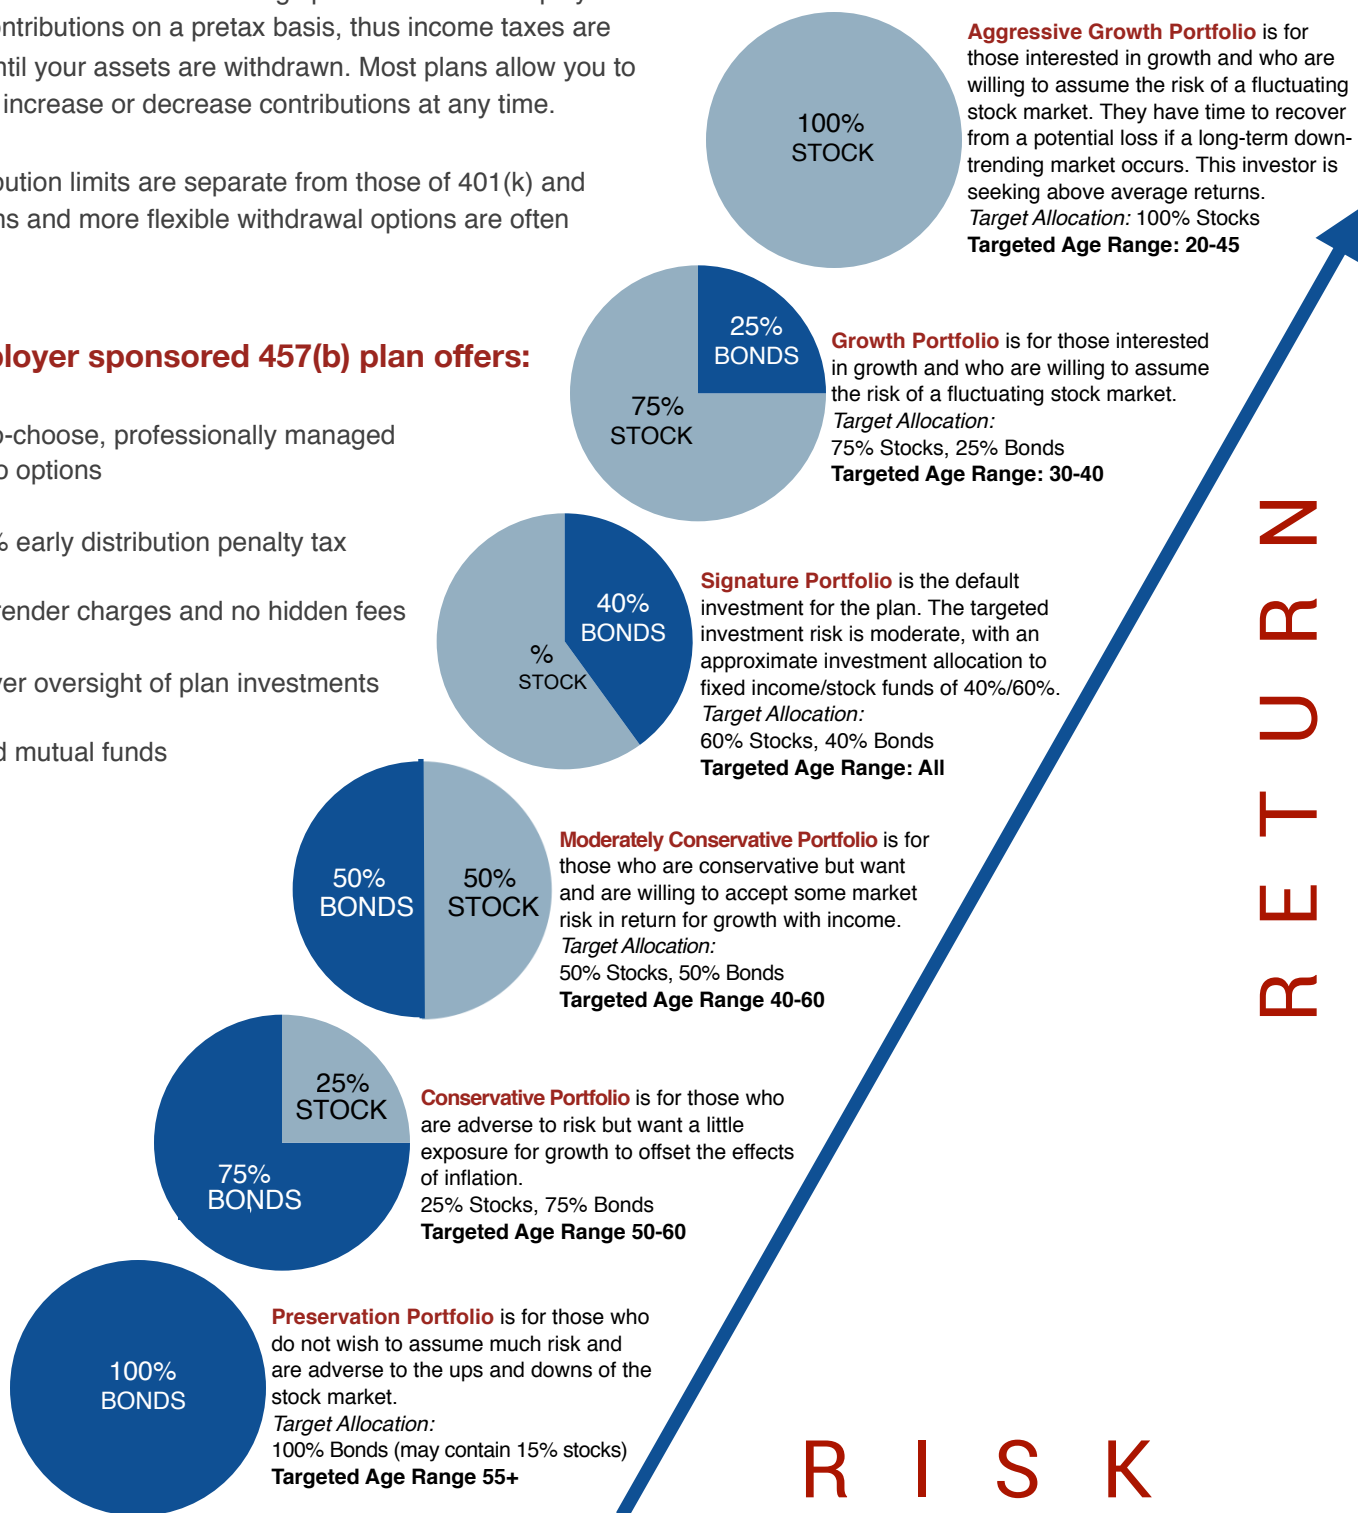 ontributions on a pretax basis, thus income taxes are
ntil your assets are withdrawn. Most plans allow you to
increase or decrease contributions at any time.
bution limits are separate from those of 401(k) and
ns and more flexible withdrawal options are often
ployer sponsored 457(b) plan offers:
o-choose, professionally managed
o options
% early distribution penalty tax
render charges and no hidden fees
yer oversight of plan investments
d mutual funds
100%
STOCK
Aggressive Growth Portfolio is for
those interested in growth and who are
willing to assume the risk of a fluctuating
stock market. They have time to recover
from a potential loss if a long-term down-
trending market occurs. This investor is
seeking above average returns.
Target Allocation: 100% Stocks
Targeted Age Range: 20-45
25%
BONDS
75%
STOCK
Growth Portfolio is for those interested
in growth and who are willing to assume
the risk of a fluctuating stock market.
Target Allocation:
75% Stocks, 25% Bonds
Targeted Age Range: 30-40
40%
BONDS
%
STOCK
Signature Portfolio is the default
investment for the plan. The targeted
investment risk is moderate, with an
approximate investment allocation to
fixed income/stock funds of 40%/60%.
Target Allocation:
60% Stocks, 40% Bonds
Targeted Age Range: All
50%
BONDS
50%
STOCK
Moderately Conservative Portfolio is for
those who are conservative but want
and are willing to accept some market
risk in return for growth with income.
Target Allocation:
50% Stocks, 50% Bonds
Targeted Age Range 40-60
25%
STOCK
75%
BONDS
Conservative Portfolio is for those who
are adverse to risk but want a little
exposure for growth to offset the effects
of inflation.
25% Stocks, 75% Bonds
Targeted Age Range 50-60
100%
BONDS
Preservation Portfolio is for those who
do not wish to assume much risk and
are adverse to the ups and downs of the
stock market.
Target Allocation:
100% Bonds (may contain 15% stocks)
Targeted Age Range 55+
RETURN
RISK